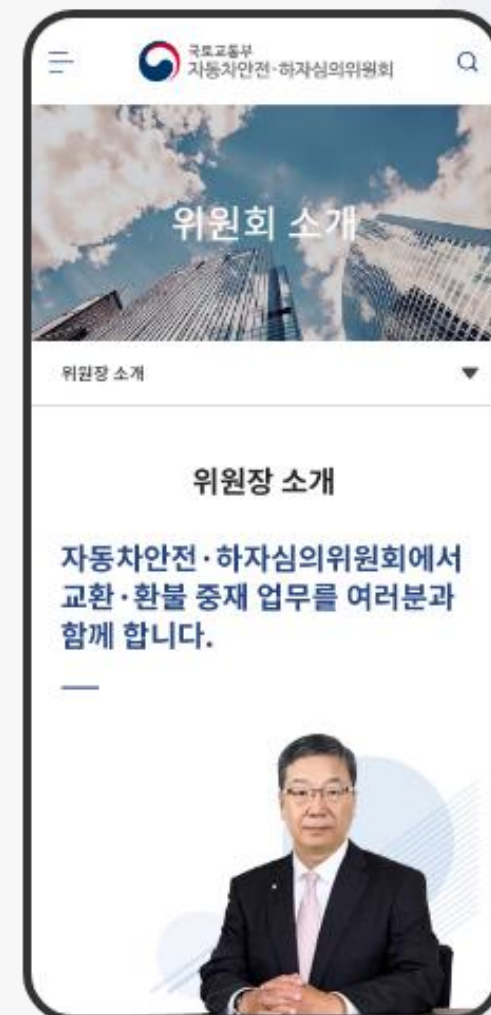 국토교통부
자동차안전·하자심의위원회
위원회 소개
위원장 소개
위원장 소개
자동차안전·하자심의위원회에서
교환·환불 중재 업무를 여러분과
함께 합니다.